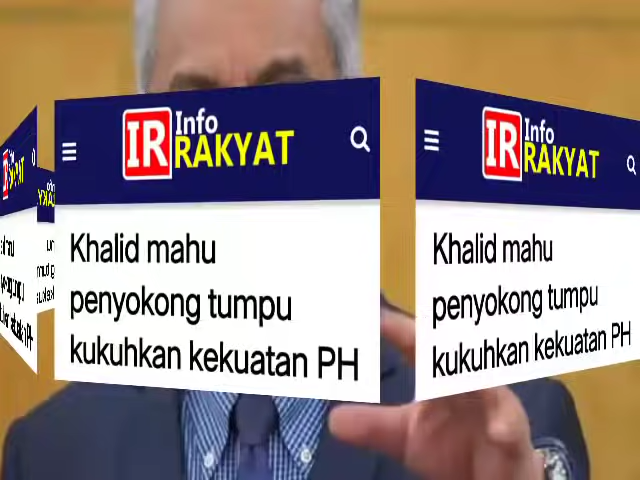 IR Info
RAKYAT
Khalid mahu
penyokong tumpu
kukuhkan kekuatan PH
IR Info
RAKYAT
Khalid mahu
penyokong tumpu
kukuhkan kekuatan PH